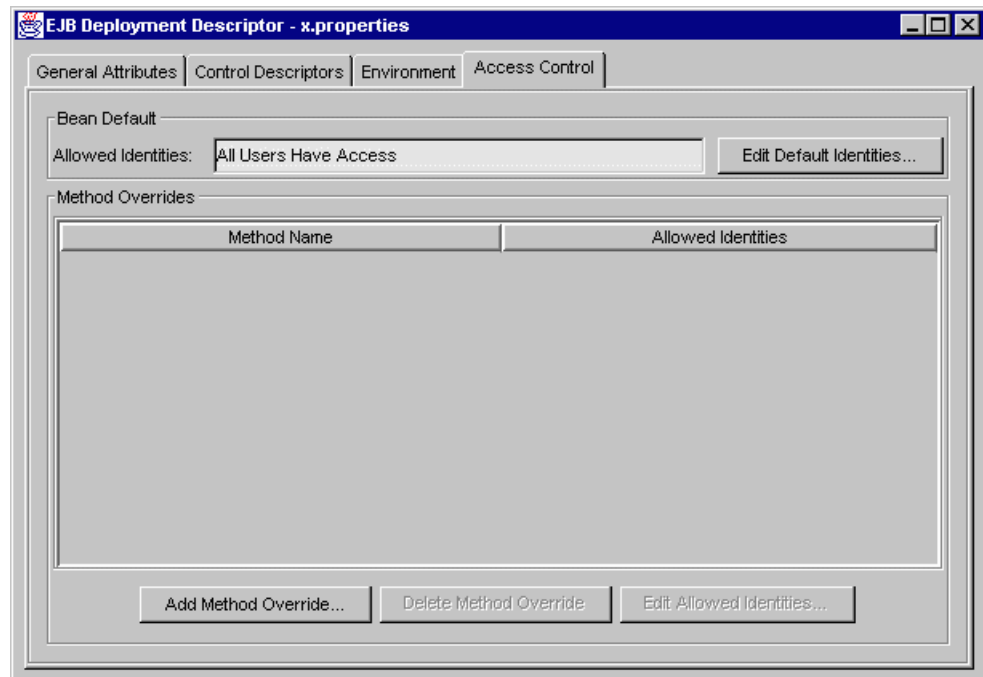 EJB Deployment Descriptor - x.properties
General Attributes Control Descriptors Environment Access Control
Bean Default
Allowed Identities: All Users Have Access Edit Default Identities...
Method Overrides
Method Name Allowed Identities
Add Method Override... Delete Method Override Edit Allowed Identities...